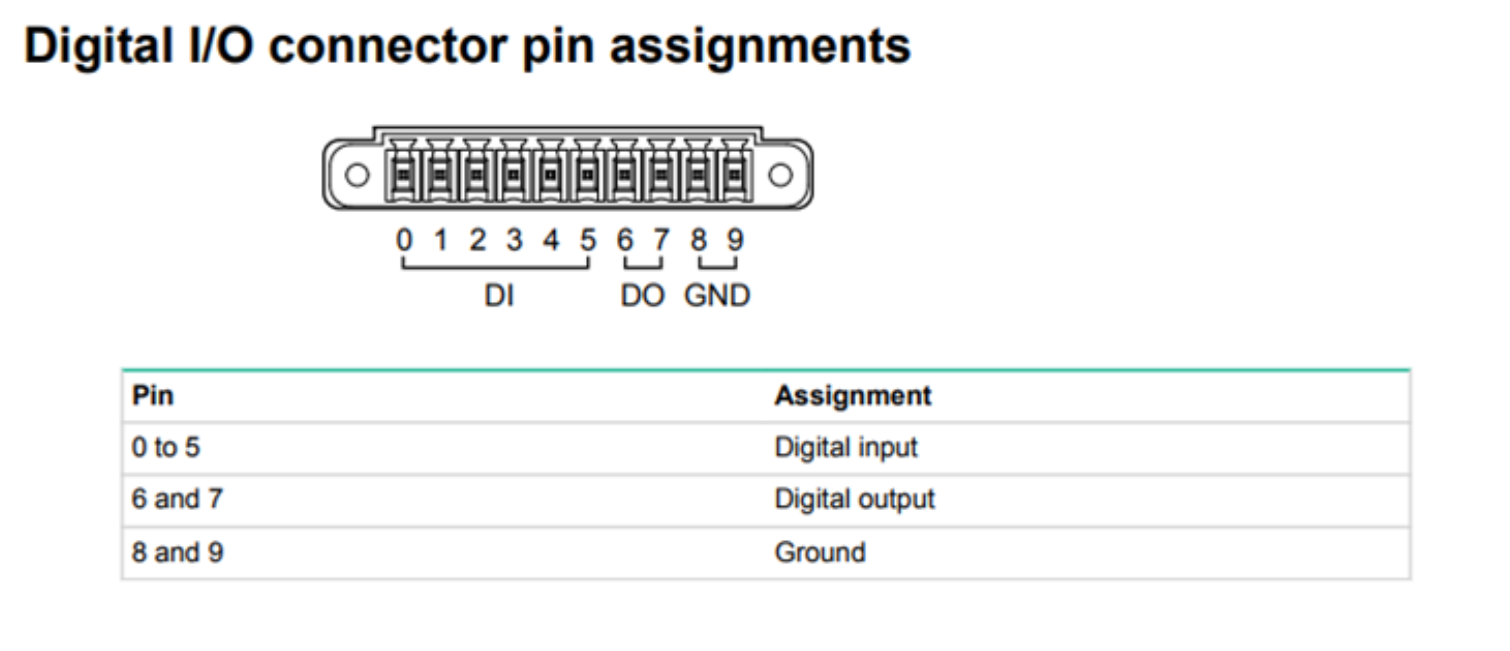 Digital I/O connector pin assignments
0 1 2 3 4 5 6 7 8 9
DI DO GND
Pin Assignment
0 to 5 Digital input
6 and 7 Digital output
8 and 9 Ground